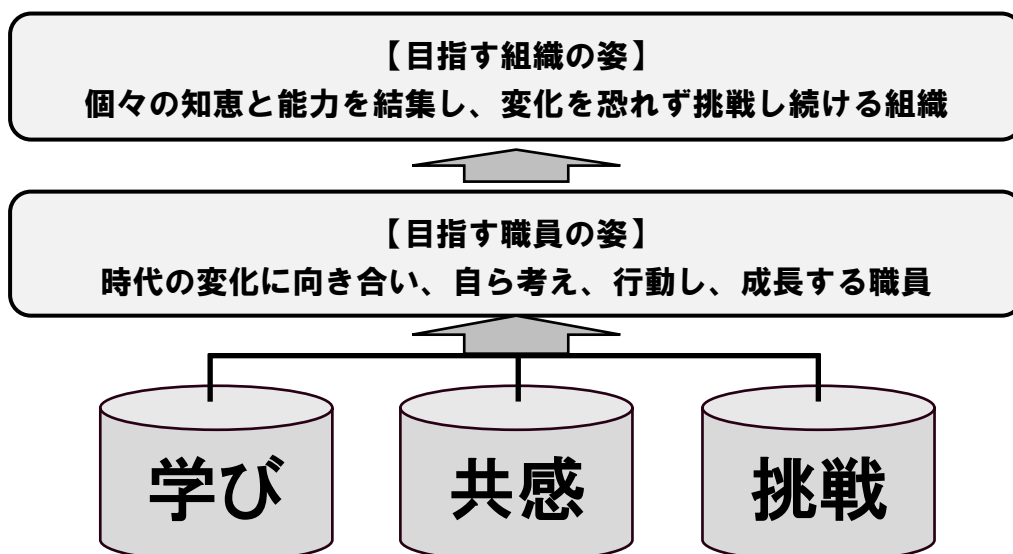 【目指す組織の姿】
個々の知恵と能力を結集し、変化を恐れず挑戦し続ける組織
【目指す職員の姿】
時代の変化に向き合い、自ら考え、行動し、成長する職員
学び
共感
挑戦